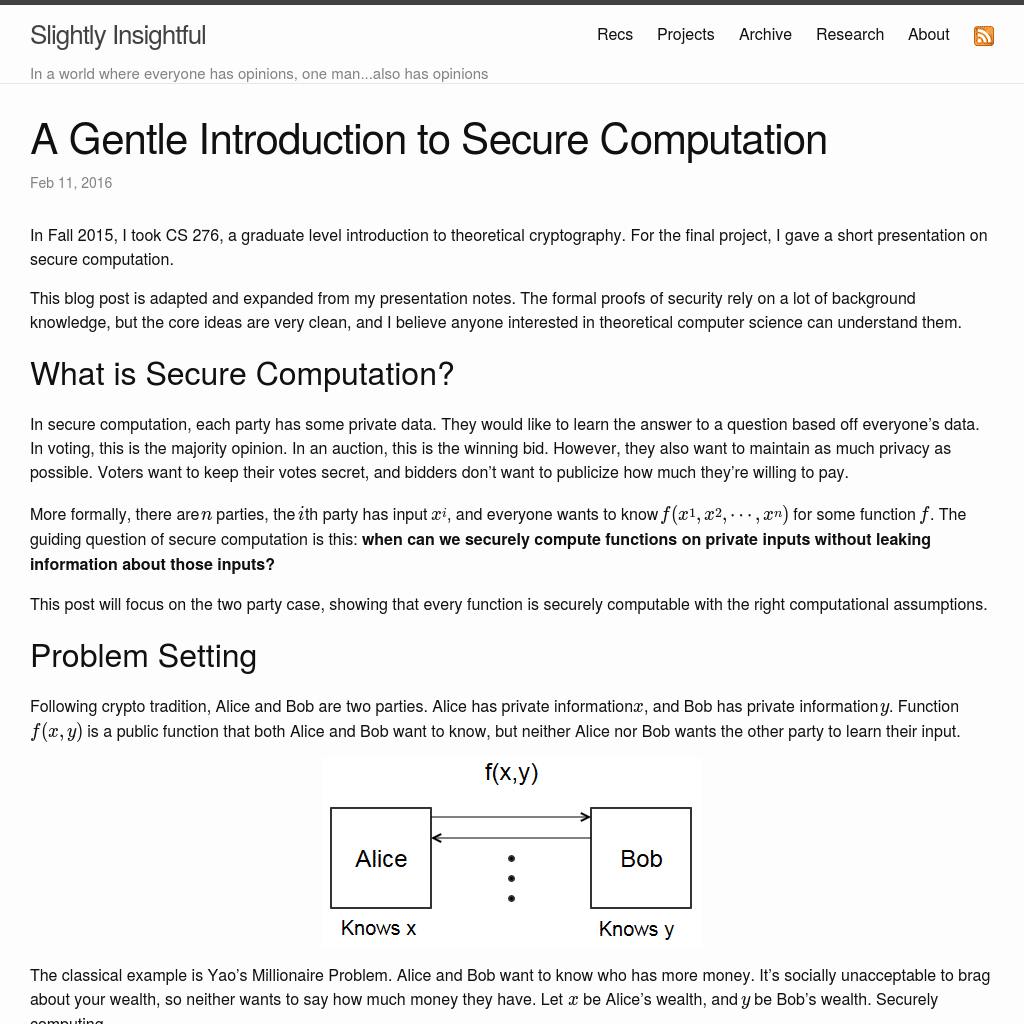 Slightly Insightful
Recs Projects Archive Research About
In a world where everyone has opinions, one man...also has opinions
A Gentle Introduction to Secure Computation
Feb 11, 2016
In Fall 2015, I took CS 276, a graduate level introduction to theoretical cryptography. For the final project, I gave a short presentation on
secure computation.
This blog post is adapted and expanded from my presentation notes. The formal proofs of security rely on a lot of background
knowledge, but the core ideas are very clean, and I believe anyone interested in theoretical computer science can understand them.
What is Secure Computation?
In secure computation, each party has some private data. They would like to learn the answer to a question based off everyone’s data.
In voting, this is the majority opinion. In an auction, this is the winning bid. However, they also want to maintain as much privacy as
possible. Voters want to keep their votes secret, and bidders don’t want to publicize how much they’re willing to pay.
More formally, there are n parties, the ith party has input xⁱ, and everyone wants to know f(x¹, x², ⋯, xⁿ) for some function f. The
guiding question of secure computation is this: when can we securely compute functions on private inputs without leaking
information about those inputs?
This post will focus on the two party case, showing that every function is securely computable with the right computational assumptions.
Problem Setting
Following crypto tradition, Alice and Bob are two parties. Alice has private information x, and Bob has private information y. Function
f(x, y) is a public function that both Alice and Bob want to know, but neither Alice nor Bob wants the other party to learn their input.
f(x,y)
Alice Bob
Knows x Knows y
The classical example is Yao’s Millionaire Problem. Alice and Bob want to know who has more money. It’s socially unacceptable to brag
about your wealth, so neither wants to say how much money they have. Let x be Alice’s wealth, and y be Bob’s wealth. Securely
computing